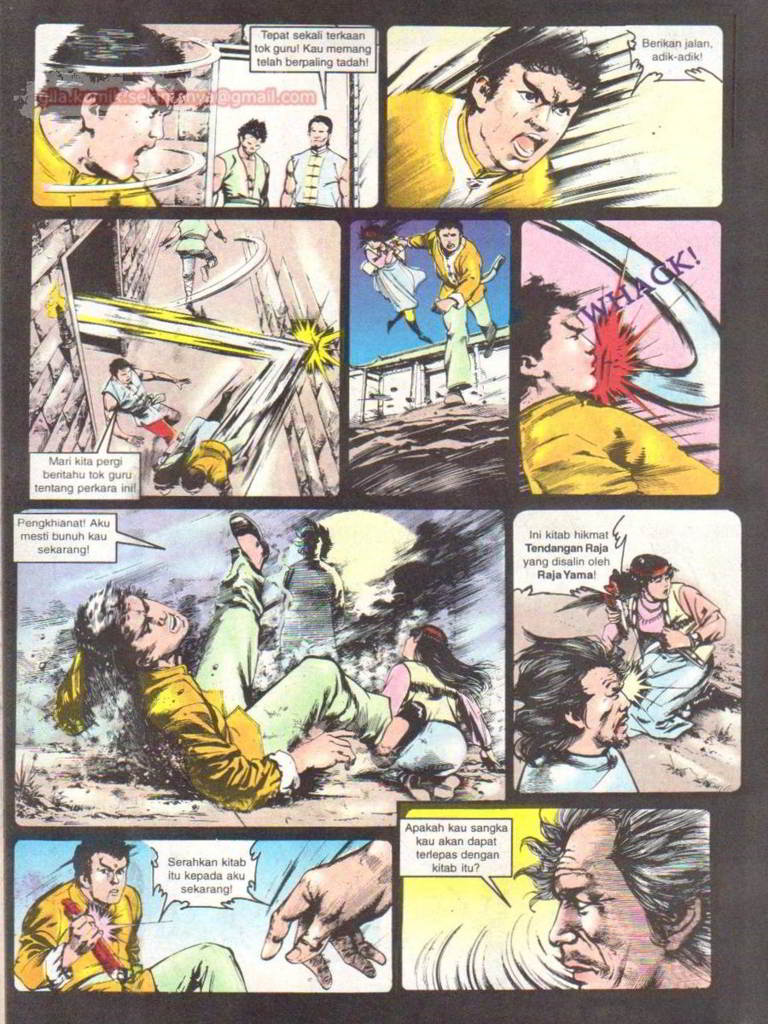 Tepat sekali terkaan
tok guru! Kau memang
telah berpaling tadah!
Berikan jalan,
adik-adik!
gila.komik:selamanya@gmail.com
Mari kita pergi
beritahu tok guru
tentang perkara ini!
WHACK!
Pengkhianat! Aku
mesti bunuh kau
sekarang!
Ini kitab hikmat
Tendangan Raja
yang disalin oleh
Raja Yama!
Serahkan kitab
itu kepada aku
sekarang!
Apakah kau sangka
kau akan dapat
terlepas dengan
kitab itu?